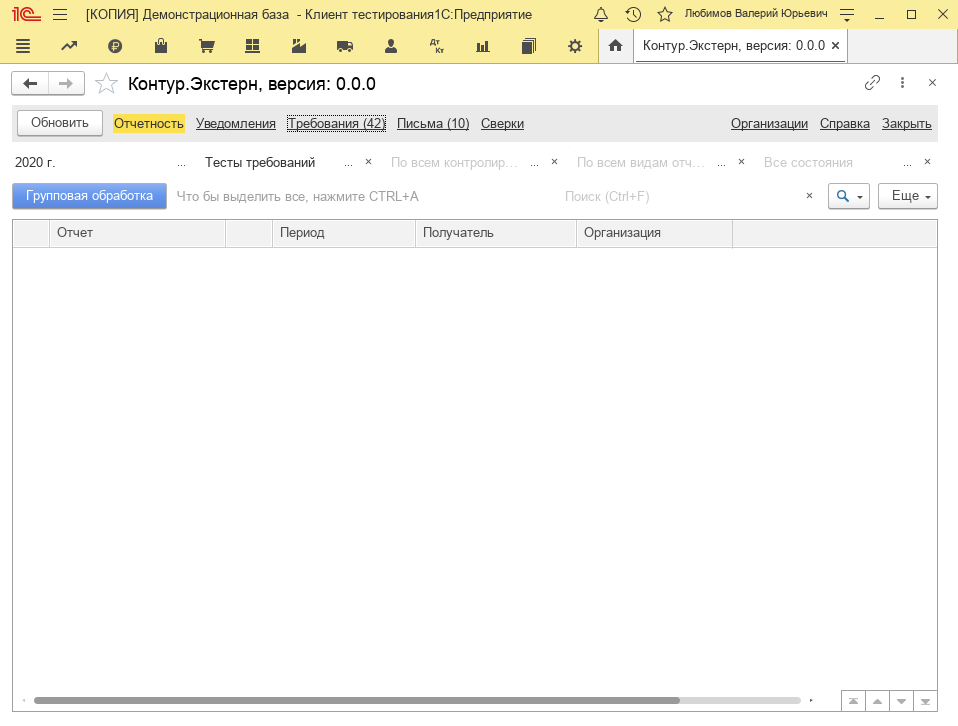 [КОПИЯ] Демонстрационная база - Клиент тестирования1С:Предприятие
Любимов Валерий Юрьевич
Контур.Экстерн, версия: 0.0.0
Контур.Экстерн, версия: 0.0.0
Обновить Отчетность Уведомления Требования (42) Письма (10) Сверки Организации Справка Закрыть
2020 г. ... Тесты требований ... × По всем контролир... ... × По всем видам отч... ... × Все состояния ... ×
Групповая обработка Что бы выделить все, нажмите CTRL+A Поиск (Ctrl+F) × Еще
Отчет Период Получатель Организация